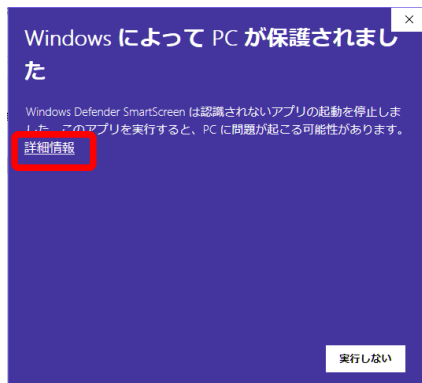 Windows によって PC が保護されまし
た
Windows Defender SmartScreen は認識されないアプリの起動を停止しま
した。このアプリを実行すると、PC に問題が起こる可能性があります。
詳細情報
実行しない